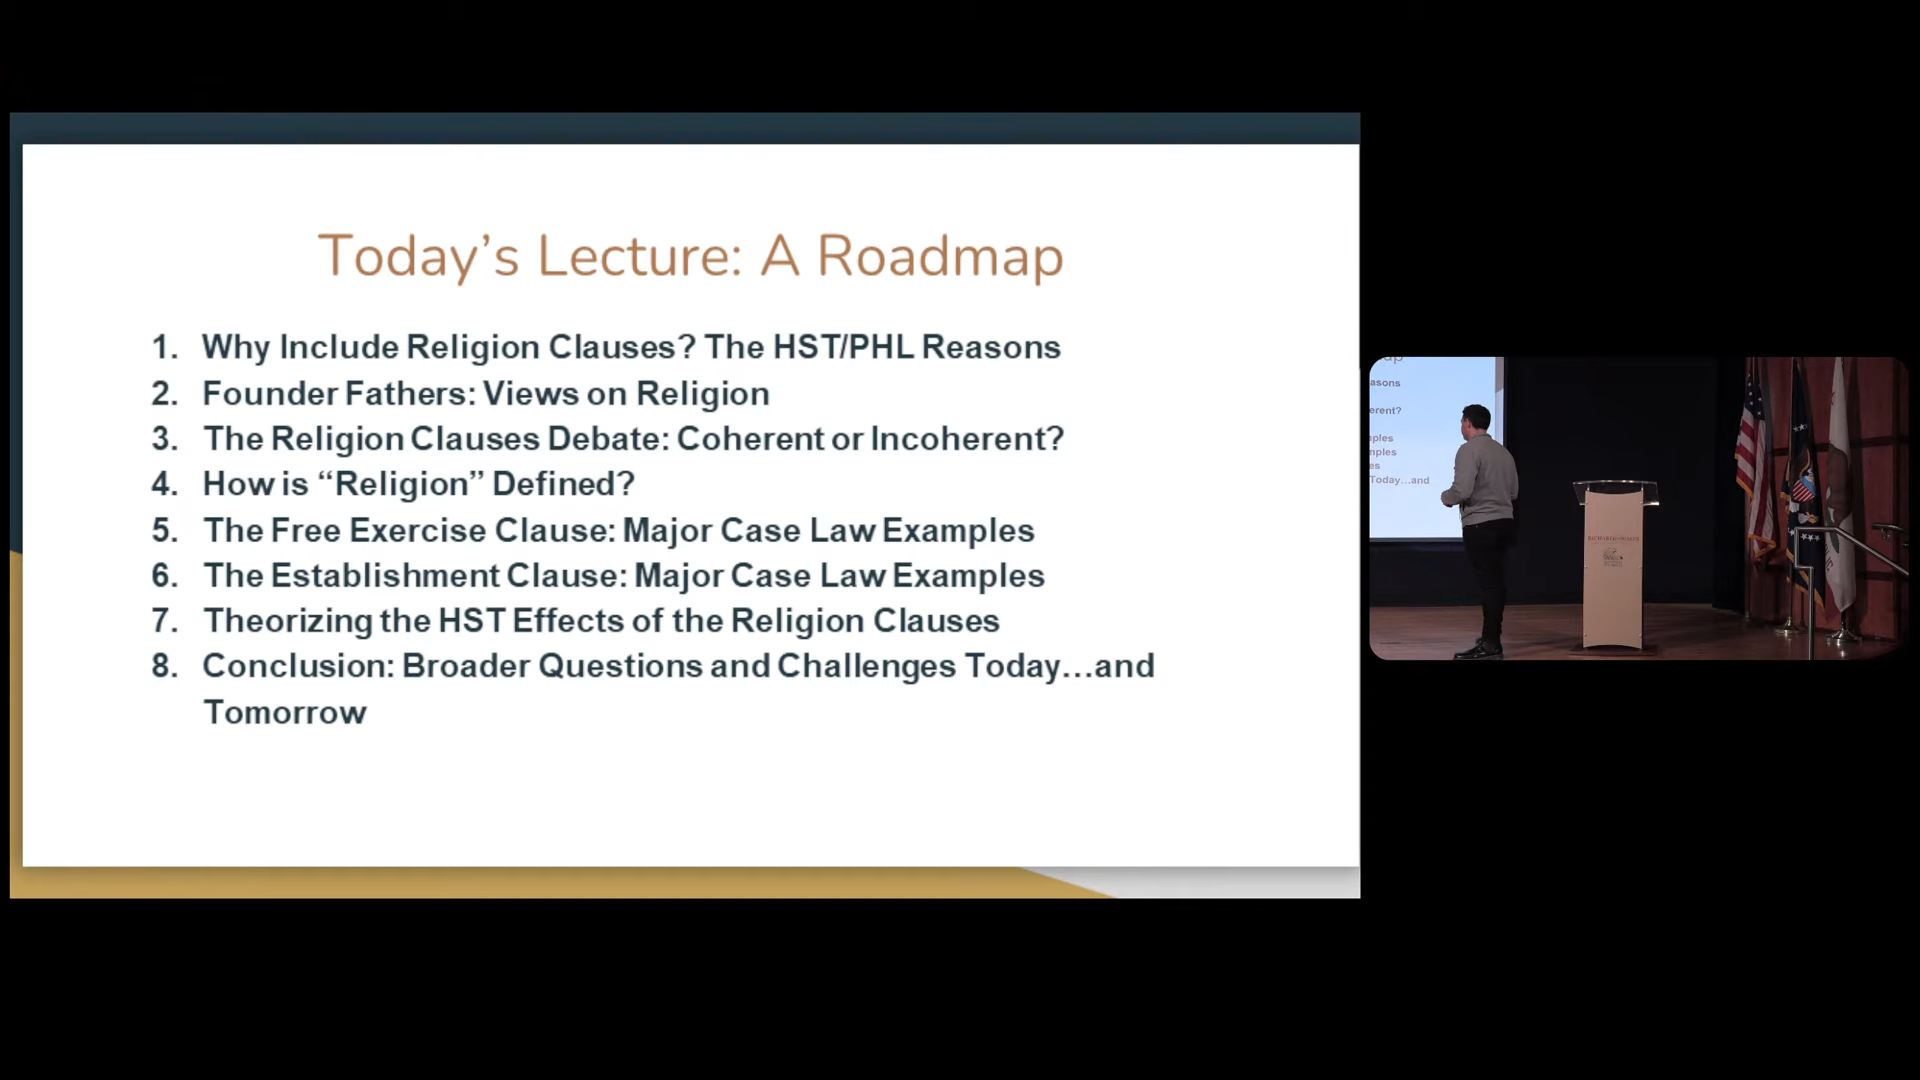 Today’s Lecture: A Roadmap
1. Why Include Religion Clauses? The HST/PHL Reasons
2. Founder Fathers: Views on Religion
3. The Religion Clauses Debate: Coherent or Incoherent?
4. How is “Religion” Defined?
5. The Free Exercise Clause: Major Case Law Examples
6. The Establishment Clause: Major Case Law Examples
7. Theorizing the HST Effects of the Religion Clauses
8. Conclusion: Broader Questions and Challenges Today…and
Tomorrow
asons
erent?
ples
mples
es
Today…and